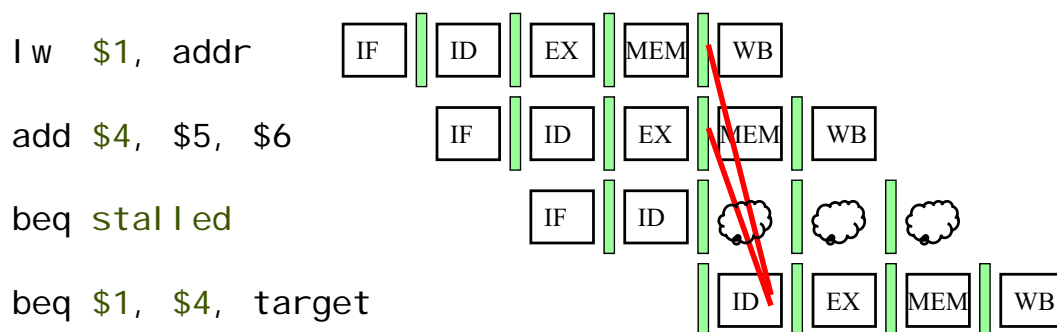 lw $1, addr IF ID EX MEM WB
add $4, $5, $6 IF ID EX MEM WB
beq stalled IF ID
beq $1, $4, target ID EX MEM WB